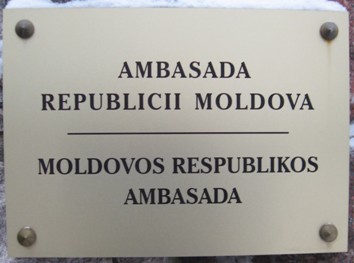 AMBASADA
REPUBLICII MOLDOVA
MOLDOVOS RESPUBLIKOS
AMBASADA